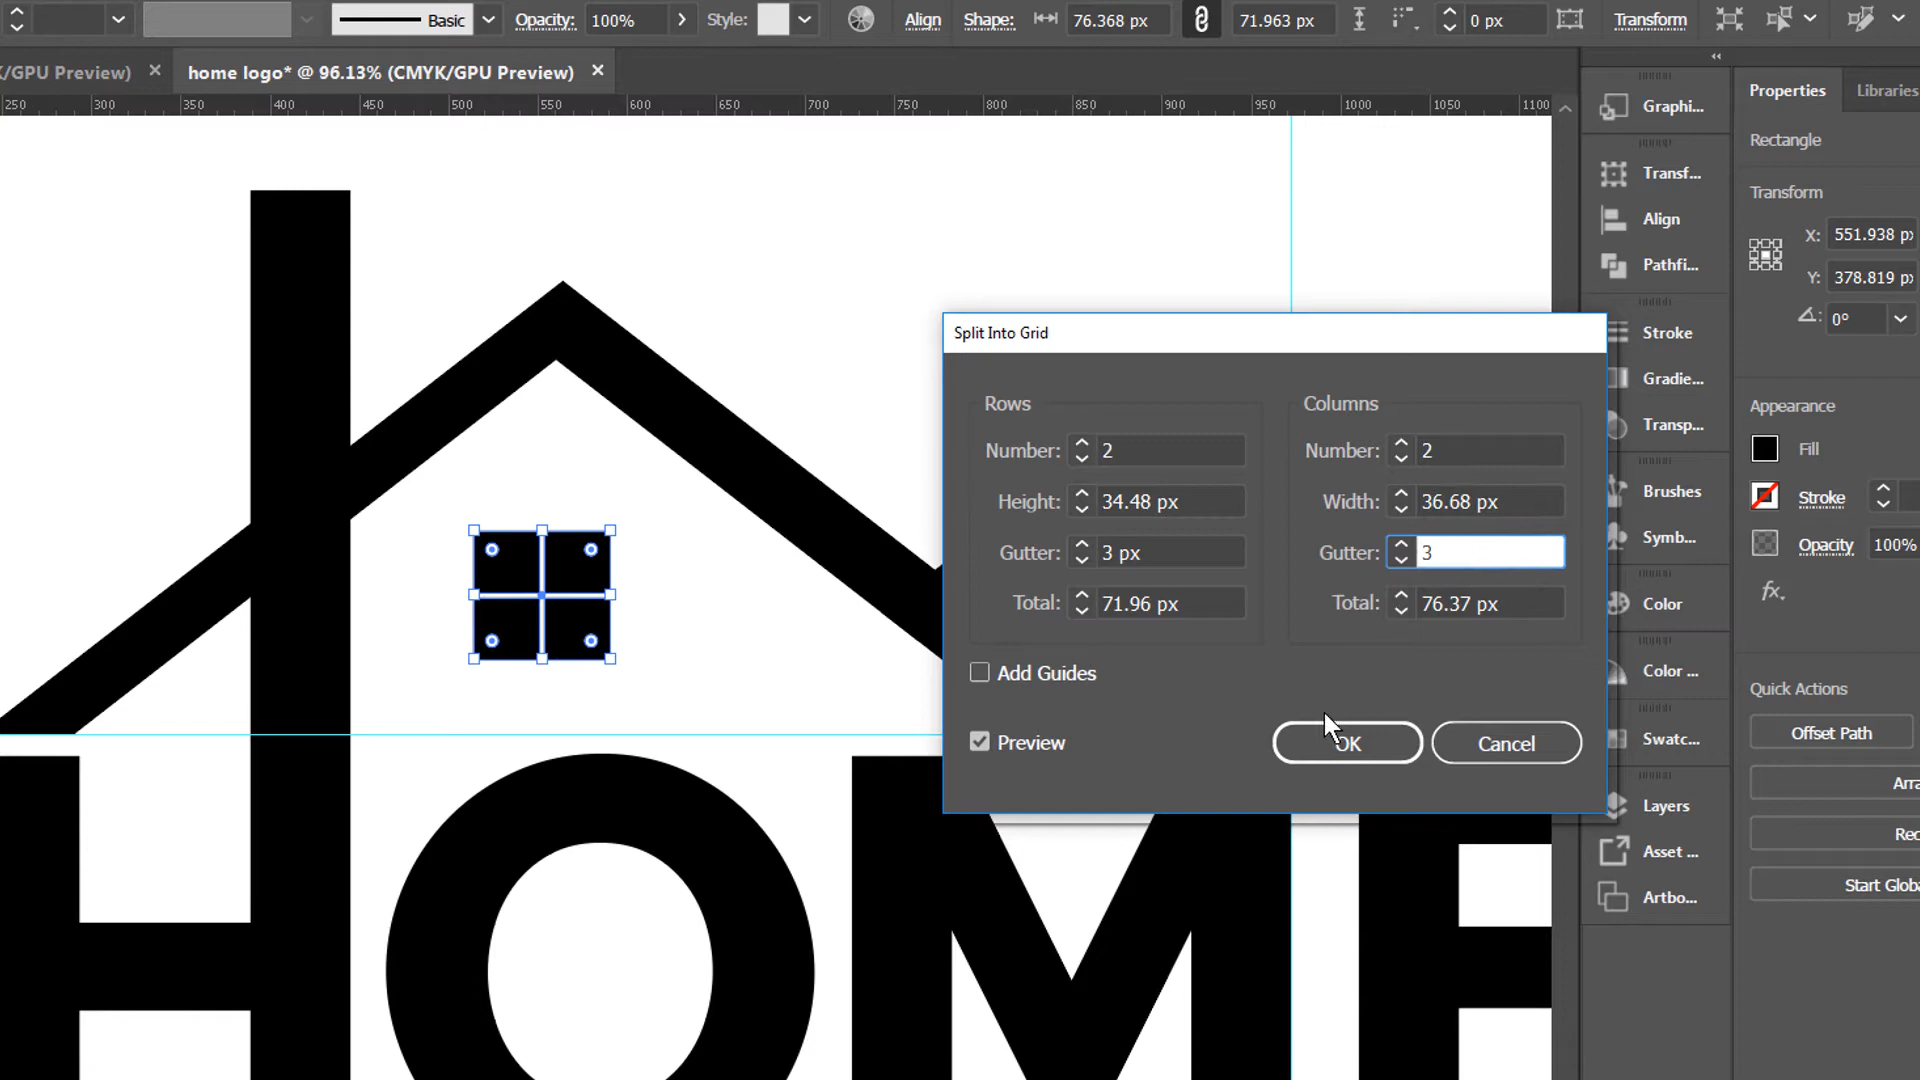 Basic
Opacity:
100%
Style:
Align
Shape:
76.368 px
71.963 px
0 px
Transform
K/GPU Preview)
home logo* @ 96.13% (CMYK/GPU Preview)
250 300 350 400 450 500 550 600 650 700 750 800 850 900 950 1000 1050 1100
Graphi...
Transf...
Align
Pathfi...
Stroke
Gradie...
Transp...
Brushes
Symb...
Color
Color ...
Swatc...
Layers
Asset ...
Artbo...
Properties
Libraries
Rectangle
Transform
X: 551.938 px
Y: 378.819 px
0°
Appearance
Fill
Stroke
Opacity
100%
fx.
Quick Actions
Offset Path
Arra
Rec
Start Globa
Split Into Grid
Rows
Number: 2
Height: 34.48 px
Gutter: 3 px
Total: 71.96 px
Columns
Number: 2
Width: 36.68 px
Gutter: 3
Total: 76.37 px
Add Guides
Preview
OK
Cancel
HOME